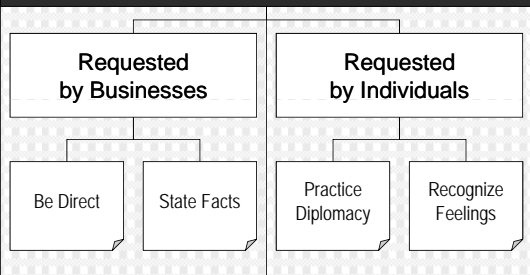 Requested
by Businesses
Requested
by Individuals
Be Direct
State Facts
Practice
Diplomacy
Recognize
Feelings